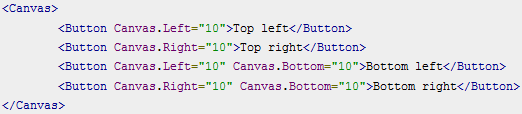 <Canvas>
        <Button Canvas.Left="10">Top left</Button>
        <Button Canvas.Right="10">Top right</Button>
        <Button Canvas.Left="10" Canvas.Bottom="10">Bottom left</Button>
        <Button Canvas.Right="10" Canvas.Bottom="10">Bottom right</Button>
</Canvas>